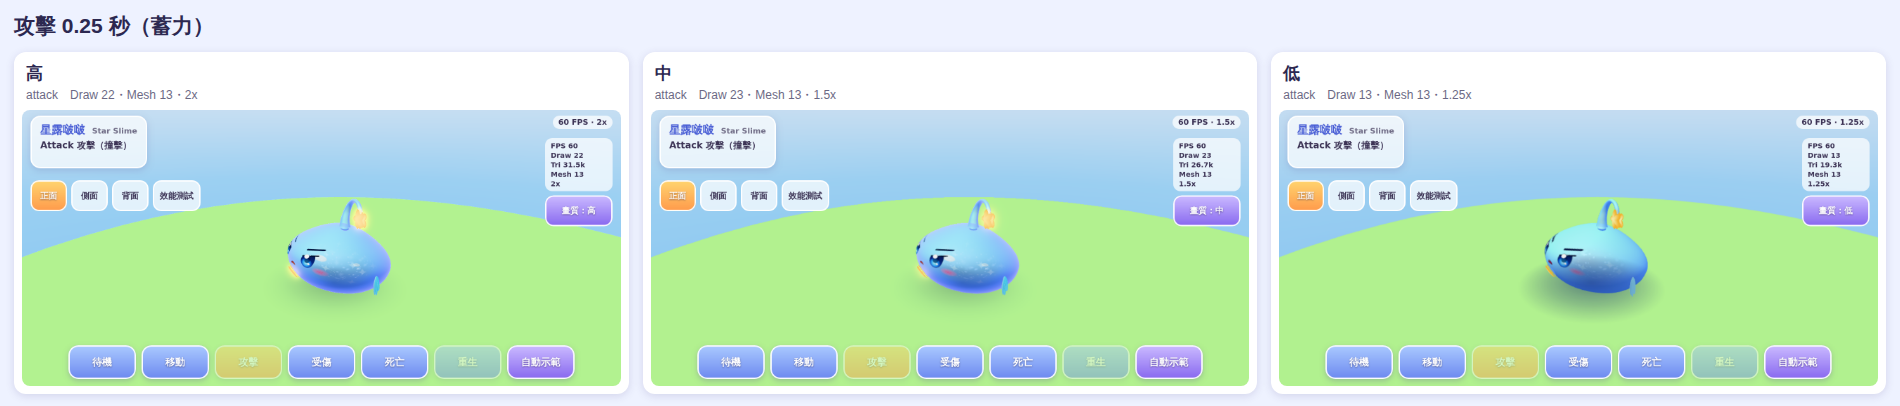 攻擊 0.25 秒（蓄力）
高
attack Draw 22・Mesh 13・2x
星露啵啵 Star Slime
Attack 攻擊（撞擊）
60 FPS · 2x
FPS 60
Draw 22
Tri 31.5k
Mesh 13
2x
正面 側面 背面 效能測試
畫質：高
待機 移動 攻擊 受傷 死亡 重生 自動示範
中
attack Draw 23・Mesh 13・1.5x
星露啵啵 Star Slime
Attack 攻擊（撞擊）
60 FPS · 1.5x
FPS 60
Draw 23
Tri 26.7k
Mesh 13
1.5x
正面 側面 背面 效能測試
畫質：中
待機 移動 攻擊 受傷 死亡 重生 自動示範
低
attack Draw 13・Mesh 13・1.25x
星露啵啵 Star Slime
Attack 攻擊（撞擊）
60 FPS · 1.25x
FPS 60
Draw 13
Tri 19.3k
Mesh 13
1.25x
正面 側面 背面 效能測試
畫質：低
待機 移動 攻擊 受傷 死亡 重生 自動示範